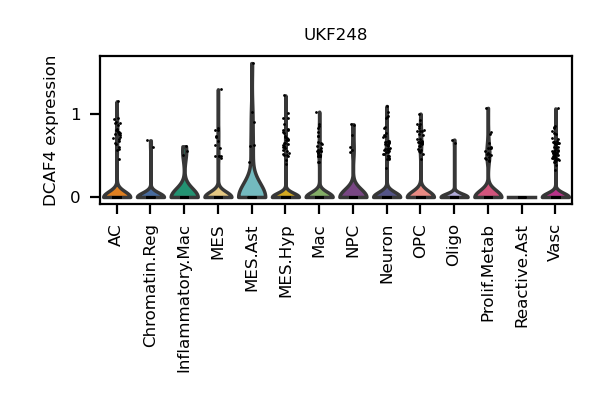 UKF248
DCAF4 expression
1
0
AC
Chromatin.Reg
Inflammatory.Mac
MES
MES.Ast
MES.Hyp
Mac
NPC
Neuron
OPC
Oligo
Prolif.Metab
Reactive.Ast
Vasc